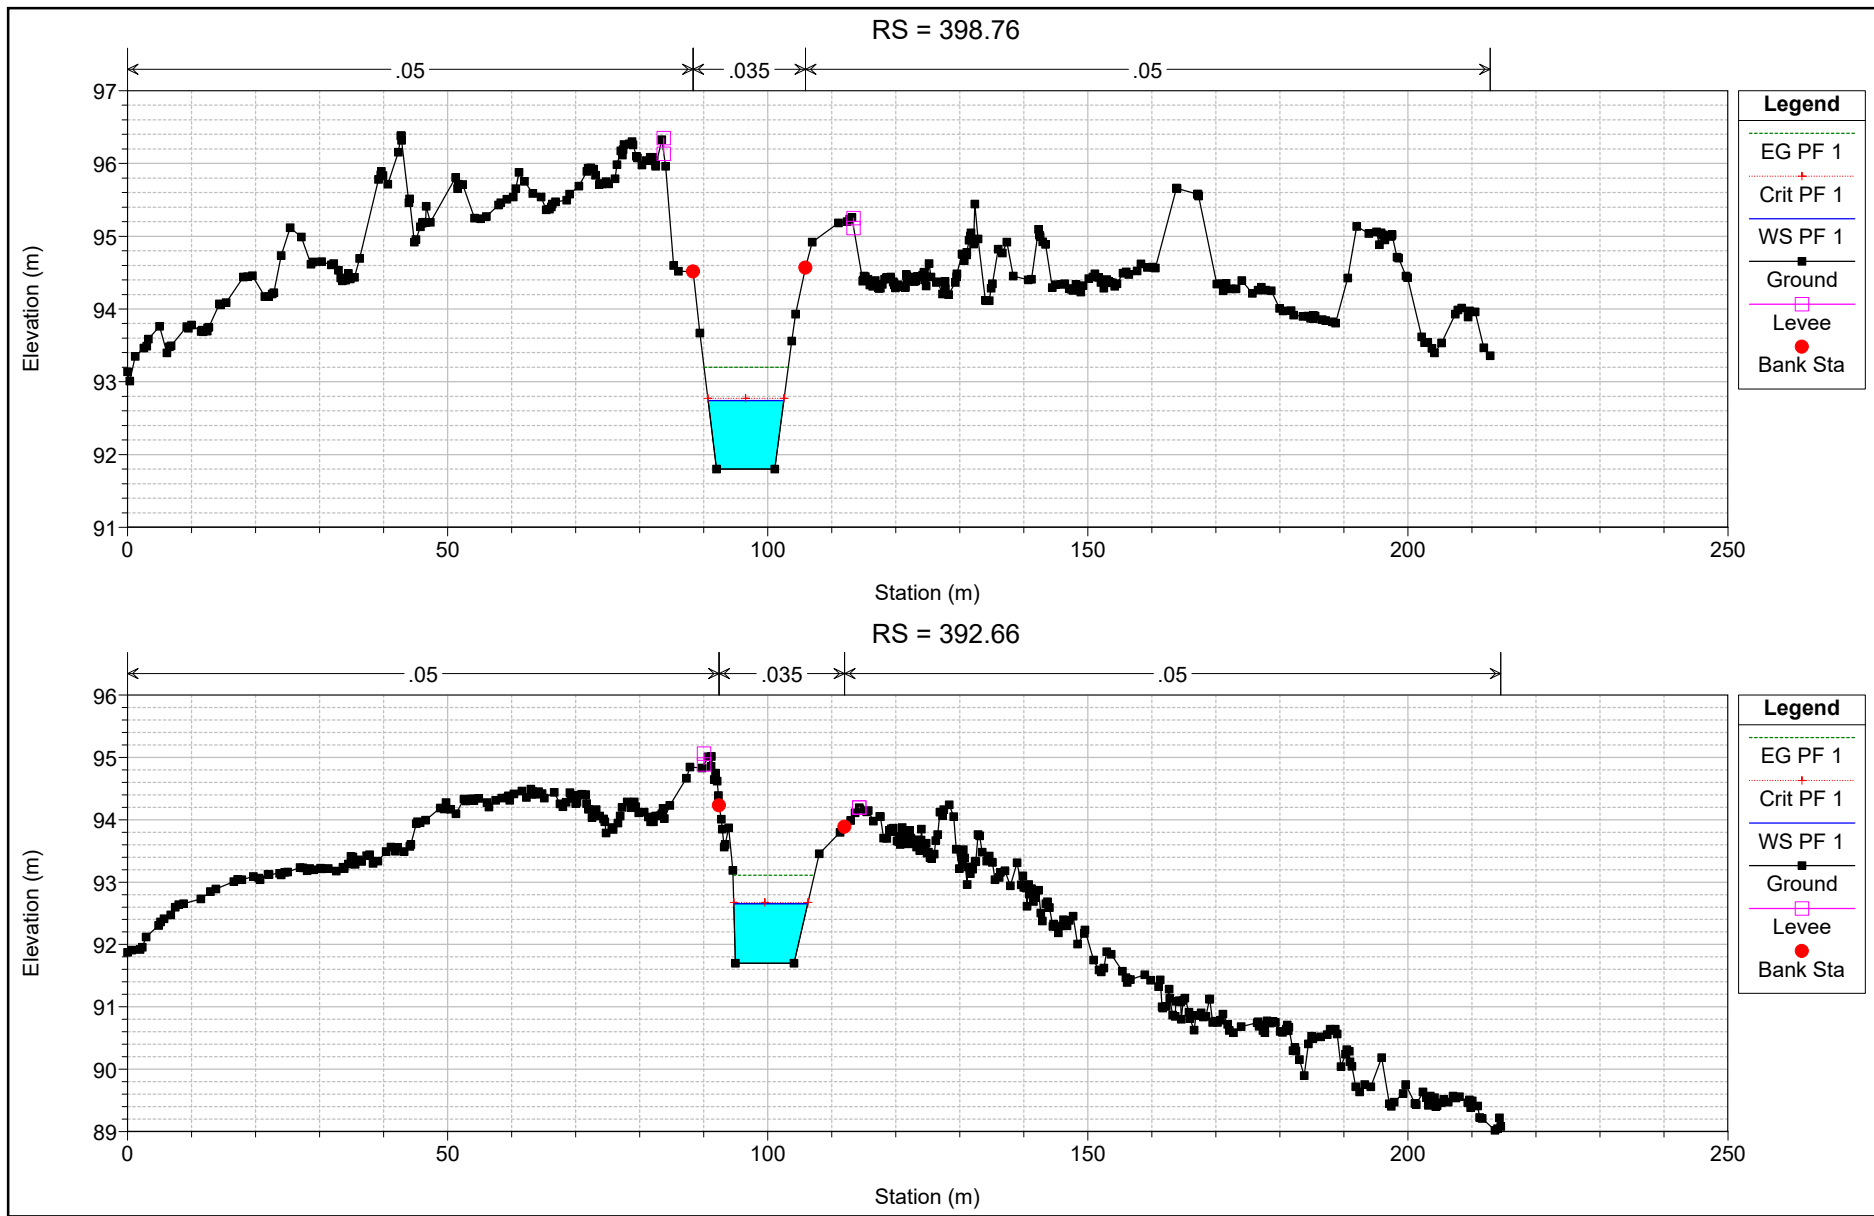 RS = 398.76
.05 .035 .05
97
96
95
94
93
92
91
Elevation (m)
0 50 100 150 200 250
Station (m)
Legend
EG PF 1
Crit PF 1
WS PF 1
Ground
Levee
Bank Sta
RS = 392.66
.05 .035 .05
96
95
94
93
92
91
90
89
Elevation (m)
0 50 100 150 200 250
Station (m)
Legend
EG PF 1
Crit PF 1
WS PF 1
Ground
Levee
Bank Sta